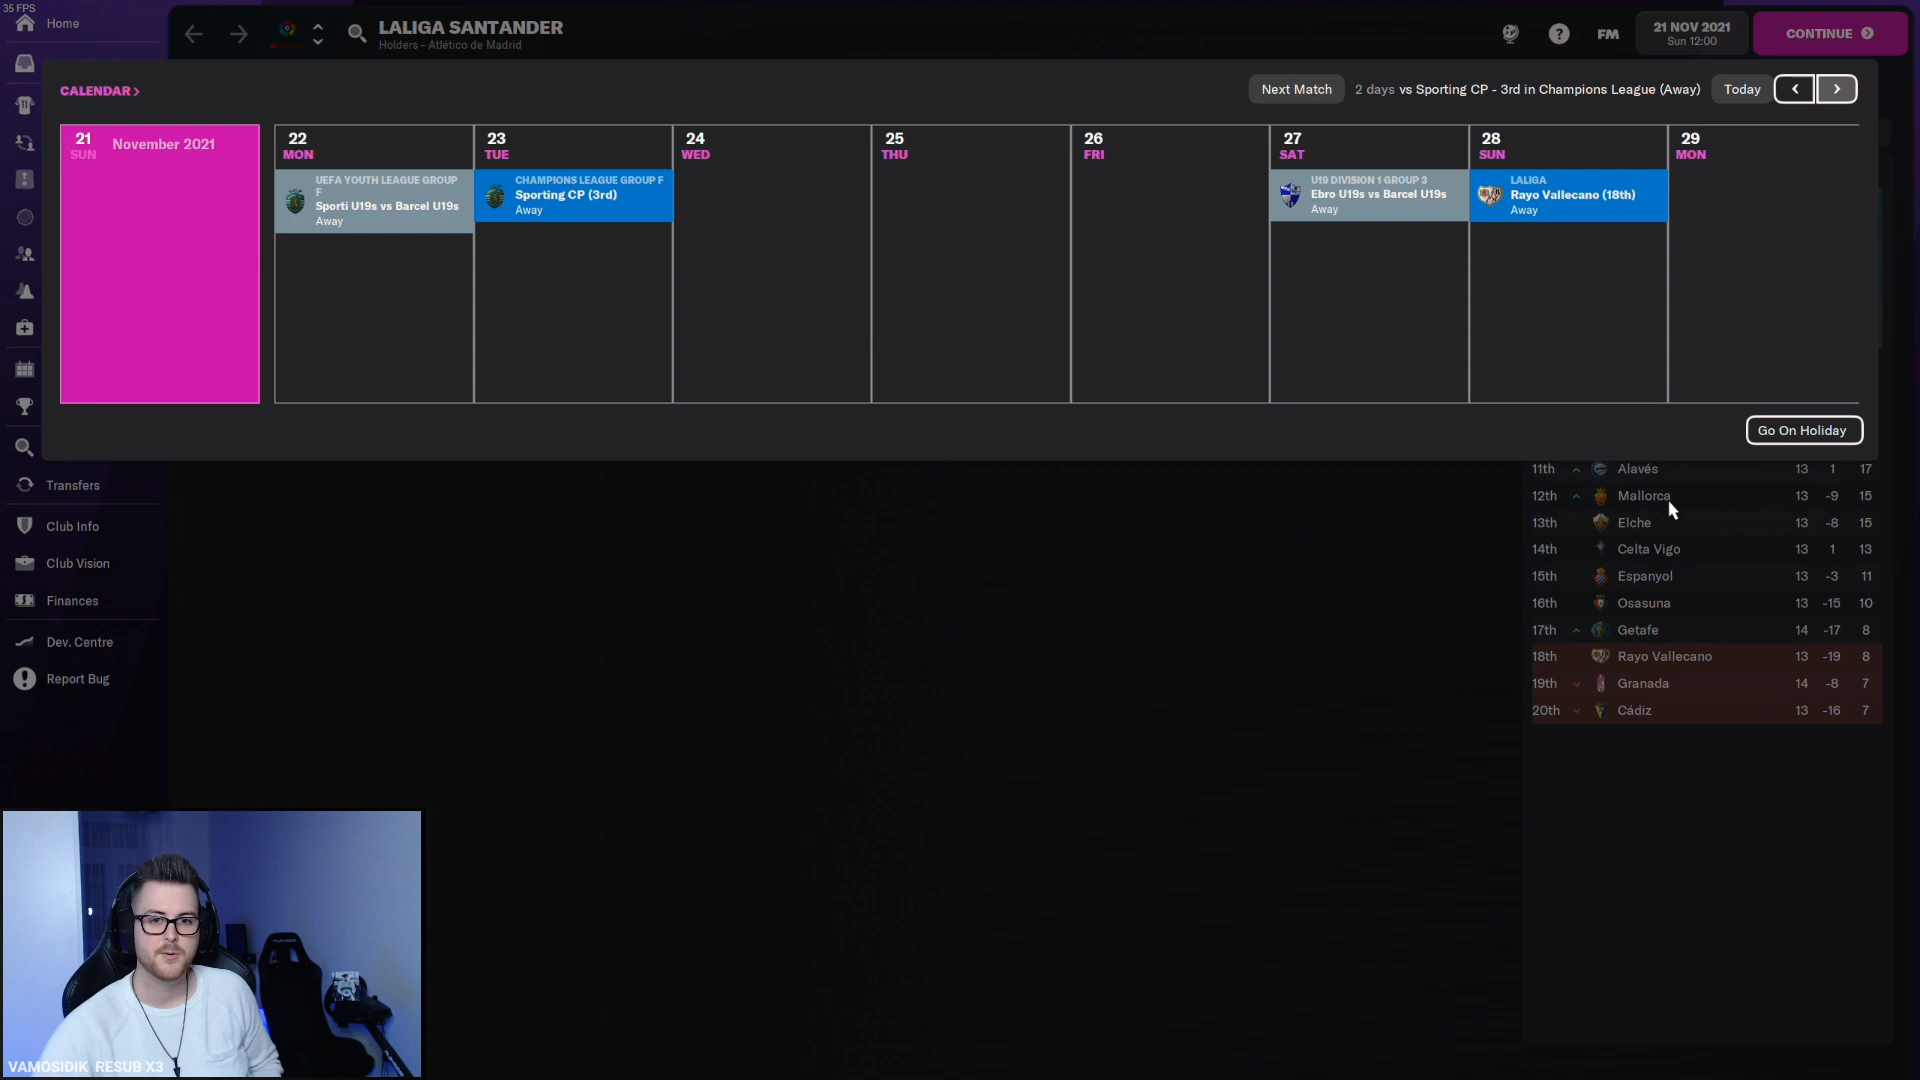 35 FPS
Home
LALIGA SANTANDER
Holders - Atlético de Madrid
FM
21 NOV 2021
Sun 12:00
CONTINUE
CALENDAR >
Next Match
2 days vs Sporting CP - 3rd in Champions League (Away)
Today
21
SUN
November 2021
22
MON
UEFA YOUTH LEAGUE GROUP
F
Sporti U19s vs Barcel U19s
Away
23
TUE
CHAMPIONS LEAGUE GROUP F
Sporting CP (3rd)
Away
24
WED
25
THU
26
FRI
27
SAT
U19 DIVISION 1 GROUP 3
Ebro U19s vs Barcel U19s
Away
28
SUN
LALIGA
Rayo Vallecano (18th)
Away
29
MON
Go On Holiday
Transfers
Club Info
Club Vision
Finances
Dev. Centre
Report Bug
11th Alavés 13 1 17
12th Mallorca 13 -9 15
13th Elche 13 -8 15
14th Celta Vigo 13 1 13
15th Espanyol 13 -3 11
16th Osasuna 13 -15 10
17th Getafe 14 -17 8
18th Rayo Vallecano 13 -19 8
19th Granada 14 -8 7
20th Cádiz 13 -16 7
VAMOSIDIK RESUB X3